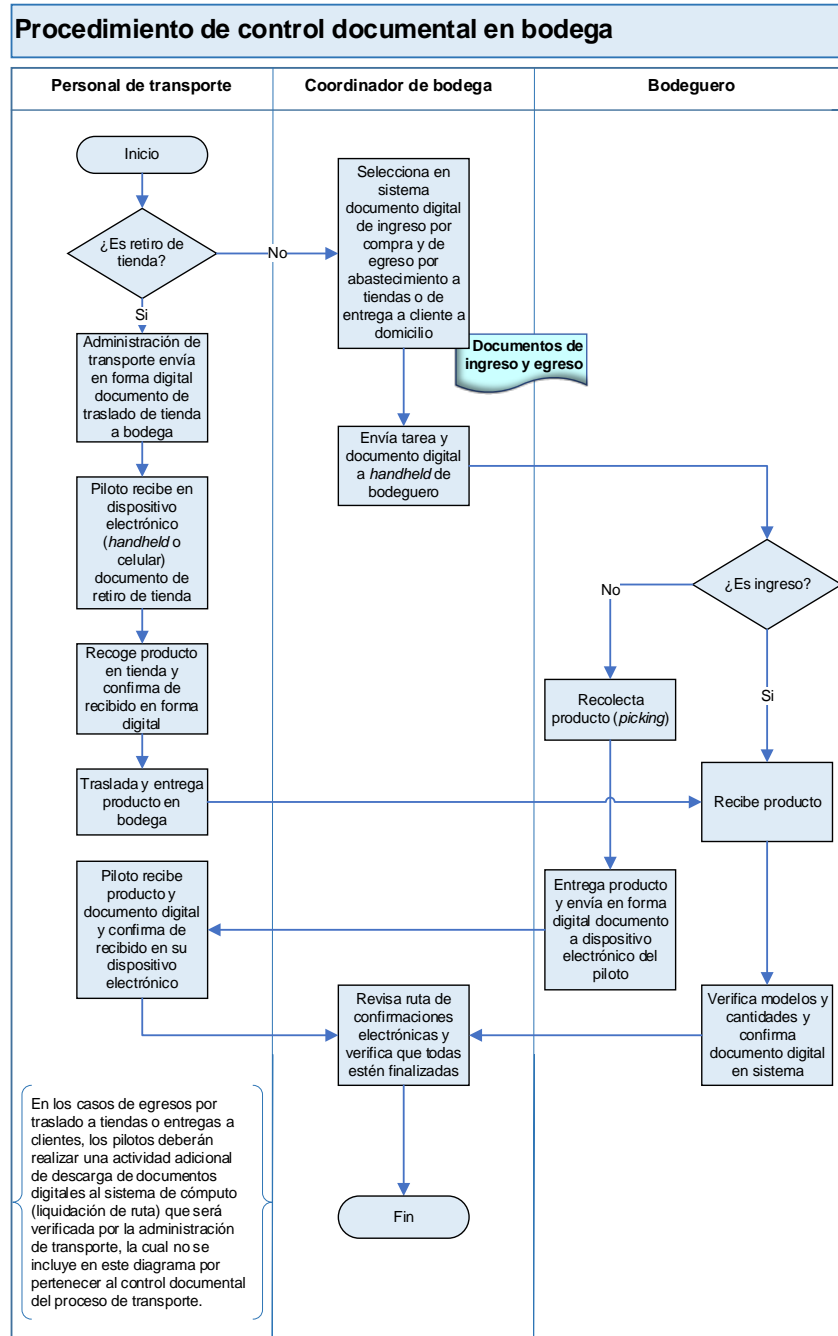 Procedimiento de control documental en bodega
Personal de transporte
Coordinador de bodega
Bodeguero
Inicio
¿Es retiro de
tienda?
No
Si
Administración de
transporte envía
en forma digital
documento de
traslado de tienda
a bodega
Piloto recibe en
dispositivo
electrónico
(handheld o
celular)
documento de
retiro de tienda
Recoge producto
en tienda y
confirma de
recibido en forma
digital
Traslada y entrega
producto en
bodega
Piloto recibe
producto y
documento digital
y confirma de
recibido en su
dispositivo
electrónico
Selecciona en
sistema
documento digital
de ingreso por
compra y de
egreso por
abastecimiento a
tiendas o de
entrega a cliente a
domicilio
Documentos de
ingreso y egreso
Envía tarea y
documento digital
a handheld de
bodeguero
¿Es ingreso?
No
Si
Recolecta
producto (picking)
Recibe producto
Entrega producto
y envía en forma
digital documento
a dispositivo
electrónico del
piloto
Verifica modelos y
cantidades y
confirma
documento digital
en sistema
Revisa ruta de
confirmaciones
electrónicas y
verifica que todas
estén finalizadas
Fin
En los casos de egresos por
traslado a tiendas o entregas a
clientes, los pilotos deberán
realizar una actividad adicional
de descarga de documentos
digitales al sistema de cómputo
(liquidación de ruta) que será
verificada por la administración
de transporte, la cual no se
incluye en este diagrama por
pertenecer al control documental
del proceso de transporte.